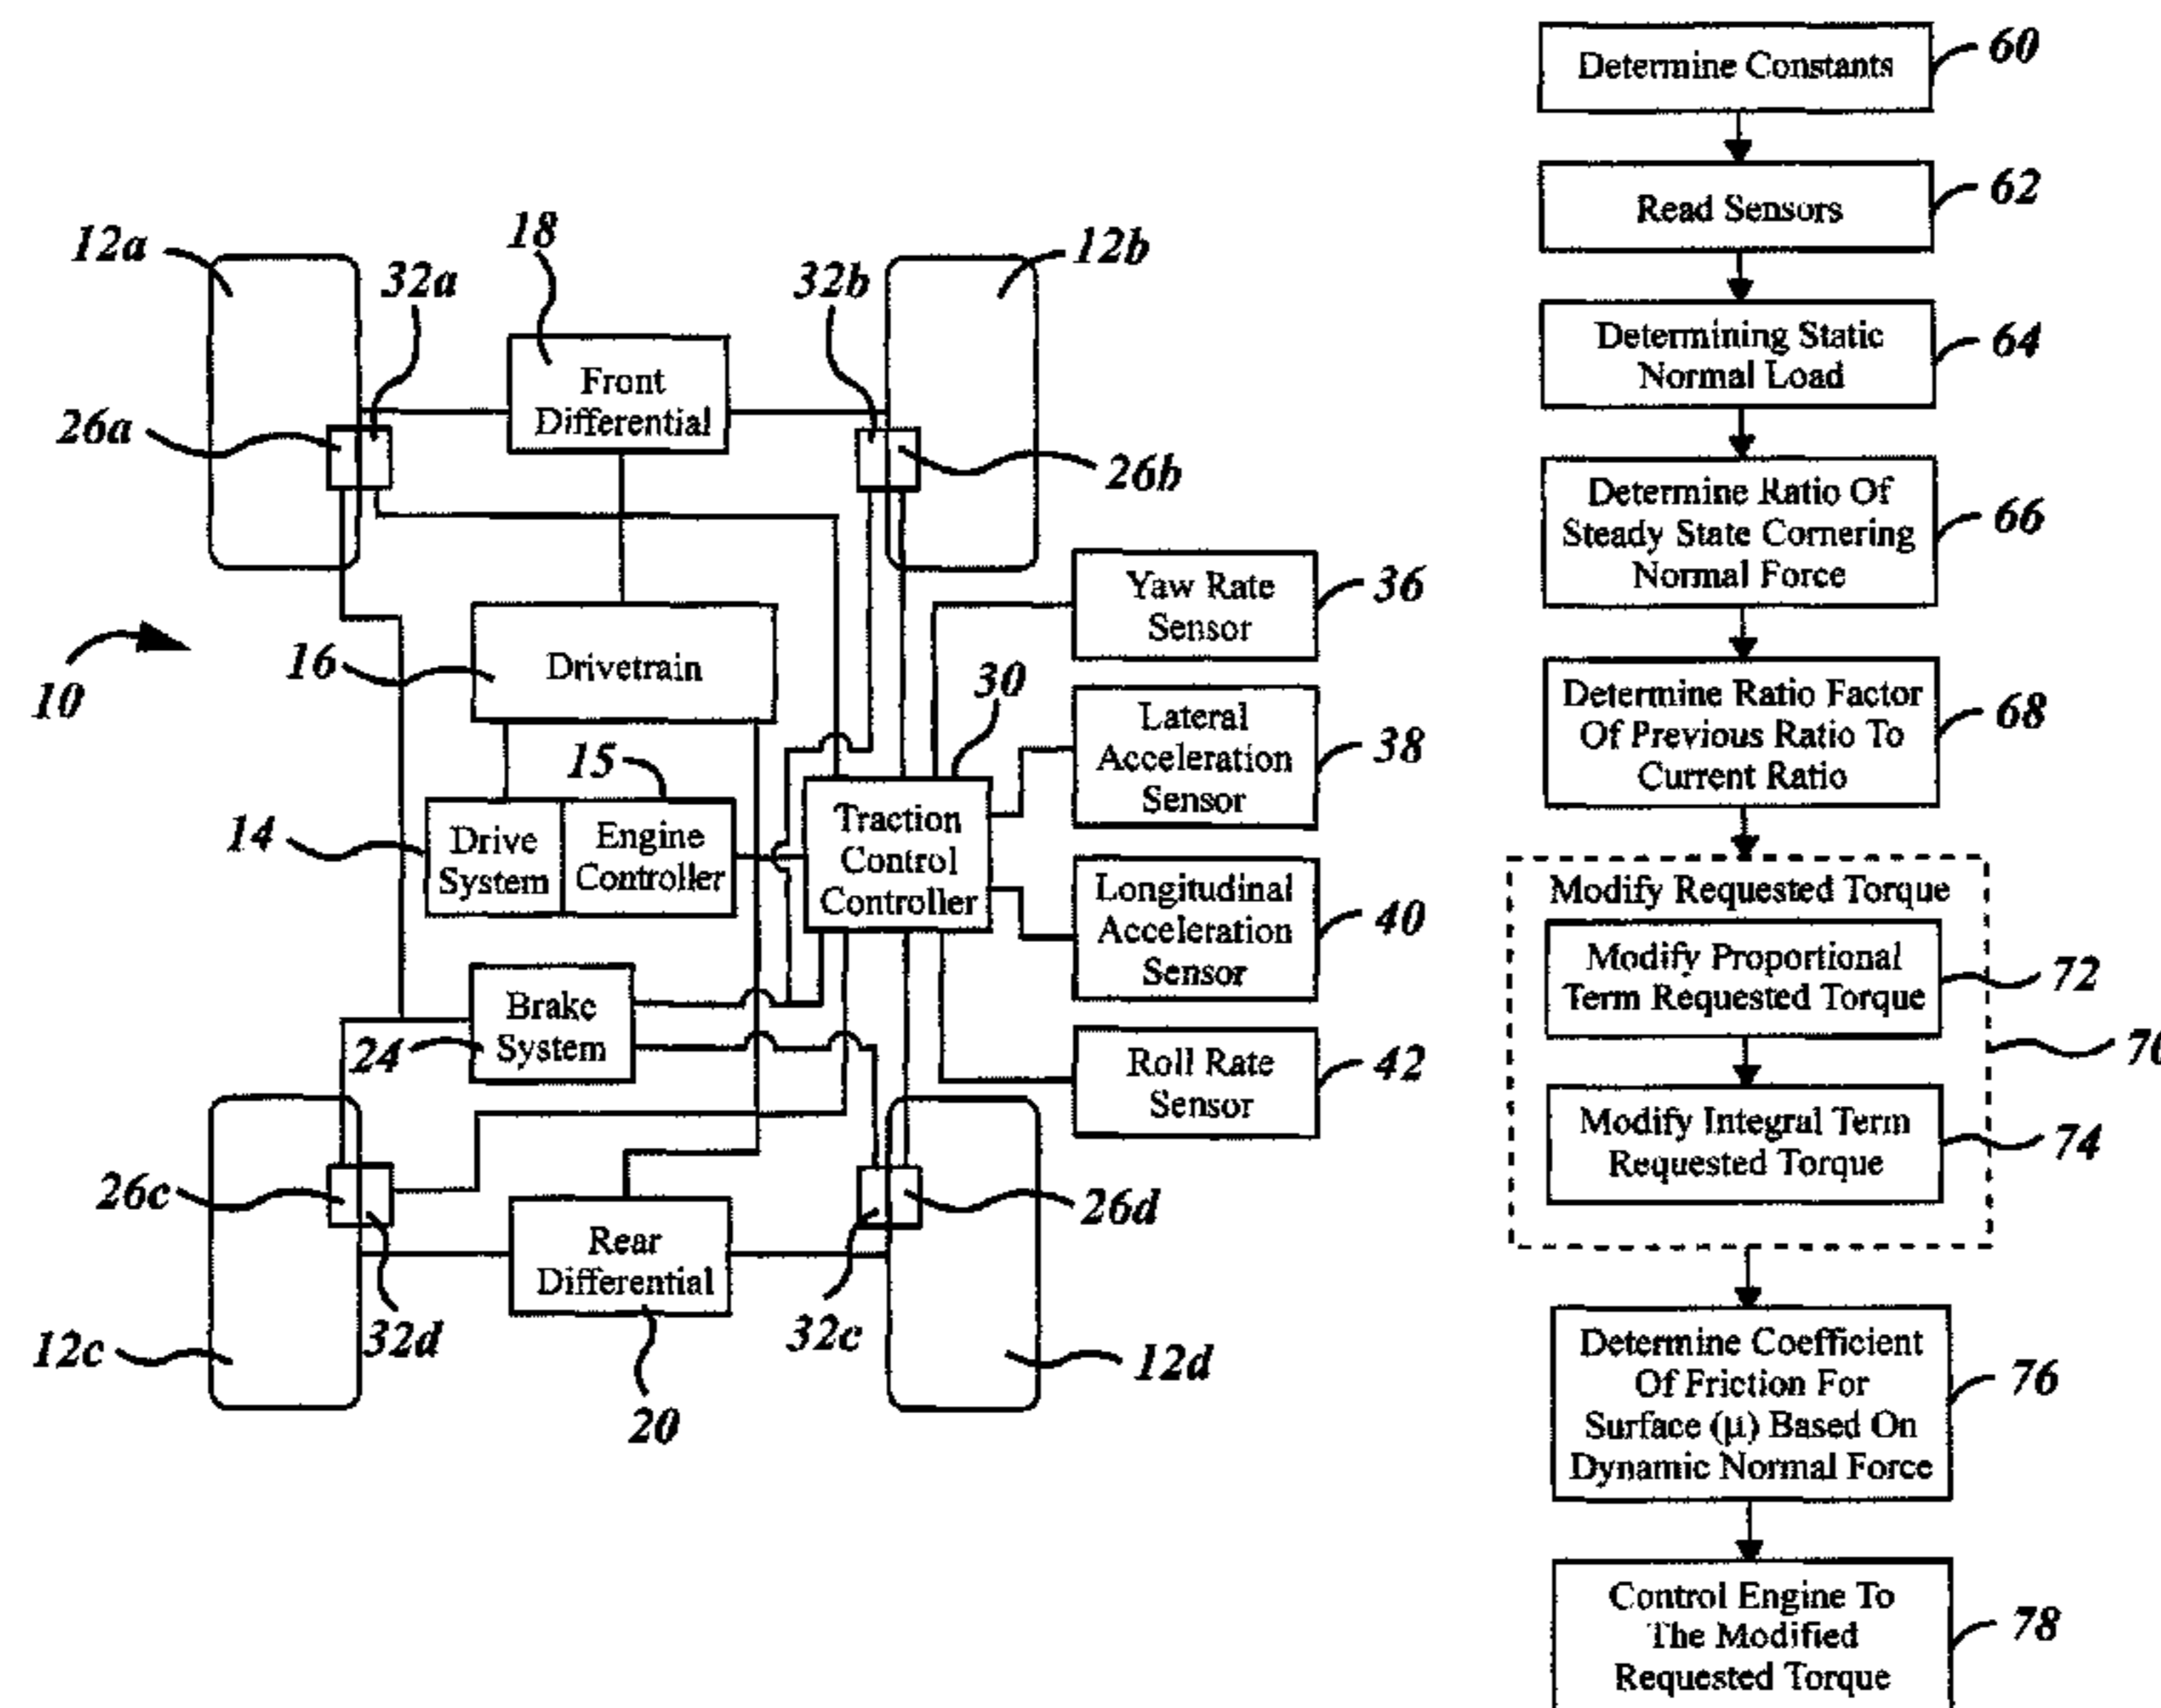 18
12a
32a
32b
12b
Front
Differential
26a
26b
10
16
Drivetrain
30
15
14
Drive
System
Engine
Controller
Traction
Control
Controller
Yaw Rate
Sensor
36
Lateral
Acceleration
Sensor
38
Longitudinal
Acceleration
Sensor
40
Roll Rate
Sensor
42
Brake
System
24
26c
32d
12c
Rear
Differential
20
32c
26d
12d
Determine Constants
60
Read Sensors
62
Determining Static
Normal Load
64
Determine Ratio Of
Steady State Cornering
Normal Force
66
Determine Ratio Factor
Of Previous Ratio To
Current Ratio
68
Modify Requested Torque
Modify Proportional
Term Requested Torque
72
70
Modify Integral Term
Requested Torque
74
Determine Coefficient
Of Friction For
Surface (μ) Based On
Dynamic Normal Force
76
Control Engine To
The Modified
Requested Torque
78